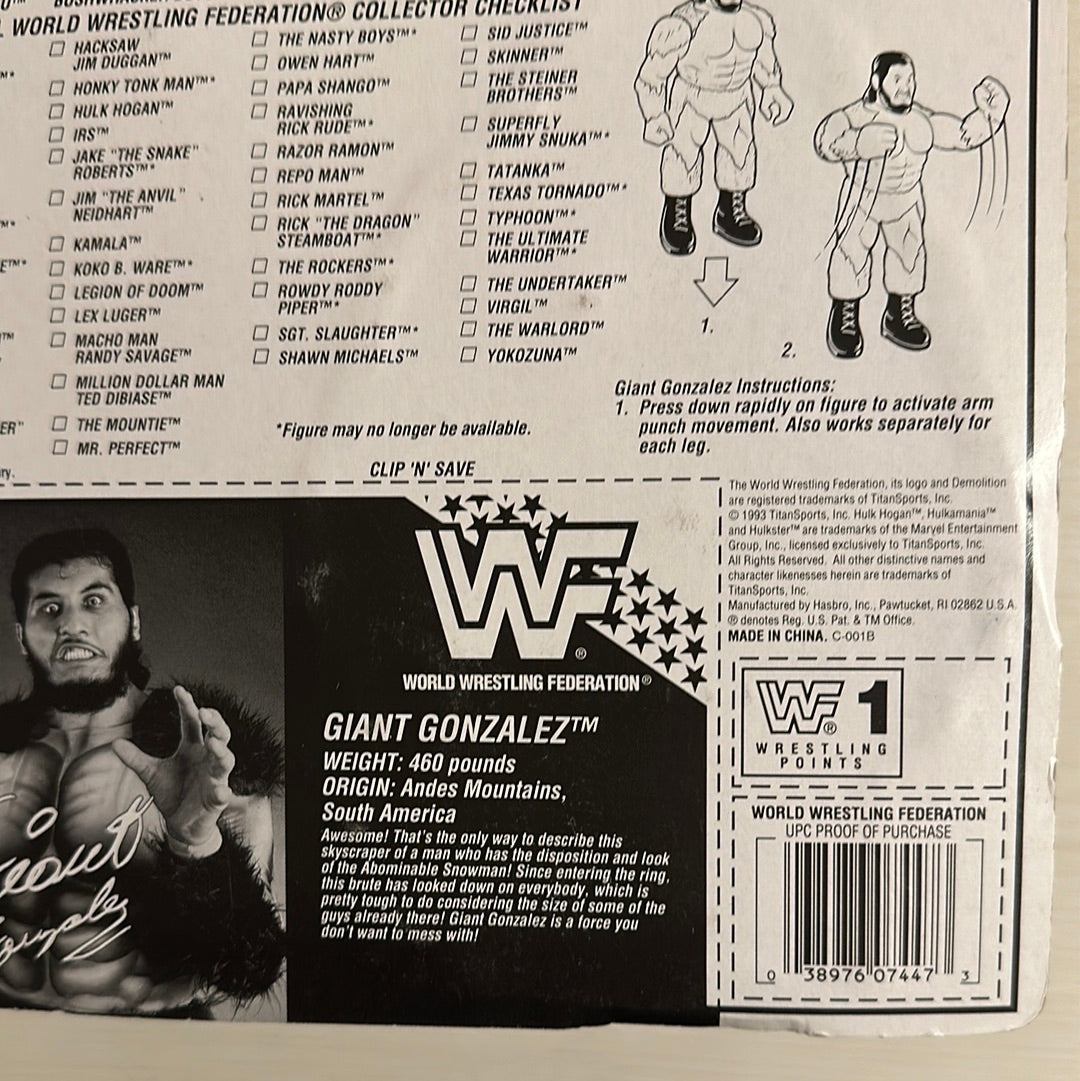 WORLD WRESTLING FEDERATION® COLLECTOR CHECKLIST
HACKSAW
JIM DUGGAN™
HONKY TONK MAN™*
HULK HOGAN™
IRS™
JAKE "THE SNAKE"
ROBERTS™*
JIM "THE ANVIL"
NEIDHART™
KAMALA™
KOKO B. WARE™*
LEGION OF DOOM™
LEX LUGER™
MACHO MAN
RANDY SAVAGE™
MILLION DOLLAR MAN
TED DIBIASE™
THE MOUNTIE™
MR. PERFECT™
THE NASTY BOYS™*
OWEN HART™
PAPA SHANGO™
RAVISHING
RICK RUDE™*
RAZOR RAMON™
REPO MAN™
RICK MARTEL™
RICK "THE DRAGON"
STEAMBOAT™*
THE ROCKERS™*
ROWDY RODDY
PIPER™*
SGT. SLAUGHTER™*
SHAWN MICHAELS™
SID JUSTICE™
SKINNER™
THE STEINER
BROTHERS™
SUPERFLY
JIMMY SNUKA™*
TATANKA™
TEXAS TORNADO™*
TYPHOON™*
THE ULTIMATE
WARRIOR™*
THE UNDERTAKER™
VIRGIL™
THE WARLORD™
YOKOZUNA™
*Figure may no longer be available.
CLIP 'N' SAVE
1.
2.
Giant Gonzalez Instructions:
1. Press down rapidly on figure to activate arm
punch movement. Also works separately for
each leg.
The World Wrestling Federation, its logo and Demolition
are registered trademarks of TitanSports, Inc.
© 1993 TitanSports, Inc. Hulk Hogan™, Hulkamania™
and Hulkster™ are trademarks of the Marvel Entertainment
Group, Inc., licensed exclusively to TitanSports, Inc.
All Rights Reserved. All other distinctive names and
character likenesses herein are trademarks of
TitanSports, Inc.
Manufactured by Hasbro, Inc., Pawtucket, RI 02862 U.S.A.
® denotes Reg. U.S. Pat. & TM Office.
MADE IN CHINA. C-001B
WF®
WORLD WRESTLING FEDERATION®
GIANT GONZALEZ™
WEIGHT: 460 pounds
ORIGIN: Andes Mountains,
South America
Awesome! That's the only way to describe this
skyscraper of a man who has the disposition and look
of the Abominable Snowman! Since entering the ring,
this brute has looked down on everybody, which is
pretty tough to do considering the size of some of the
guys already there! Giant Gonzalez is a force you
don't want to mess with!
WF® 1
WRESTLING
POINTS
WORLD WRESTLING FEDERATION
UPC PROOF OF PURCHASE
0 38976 07447 3